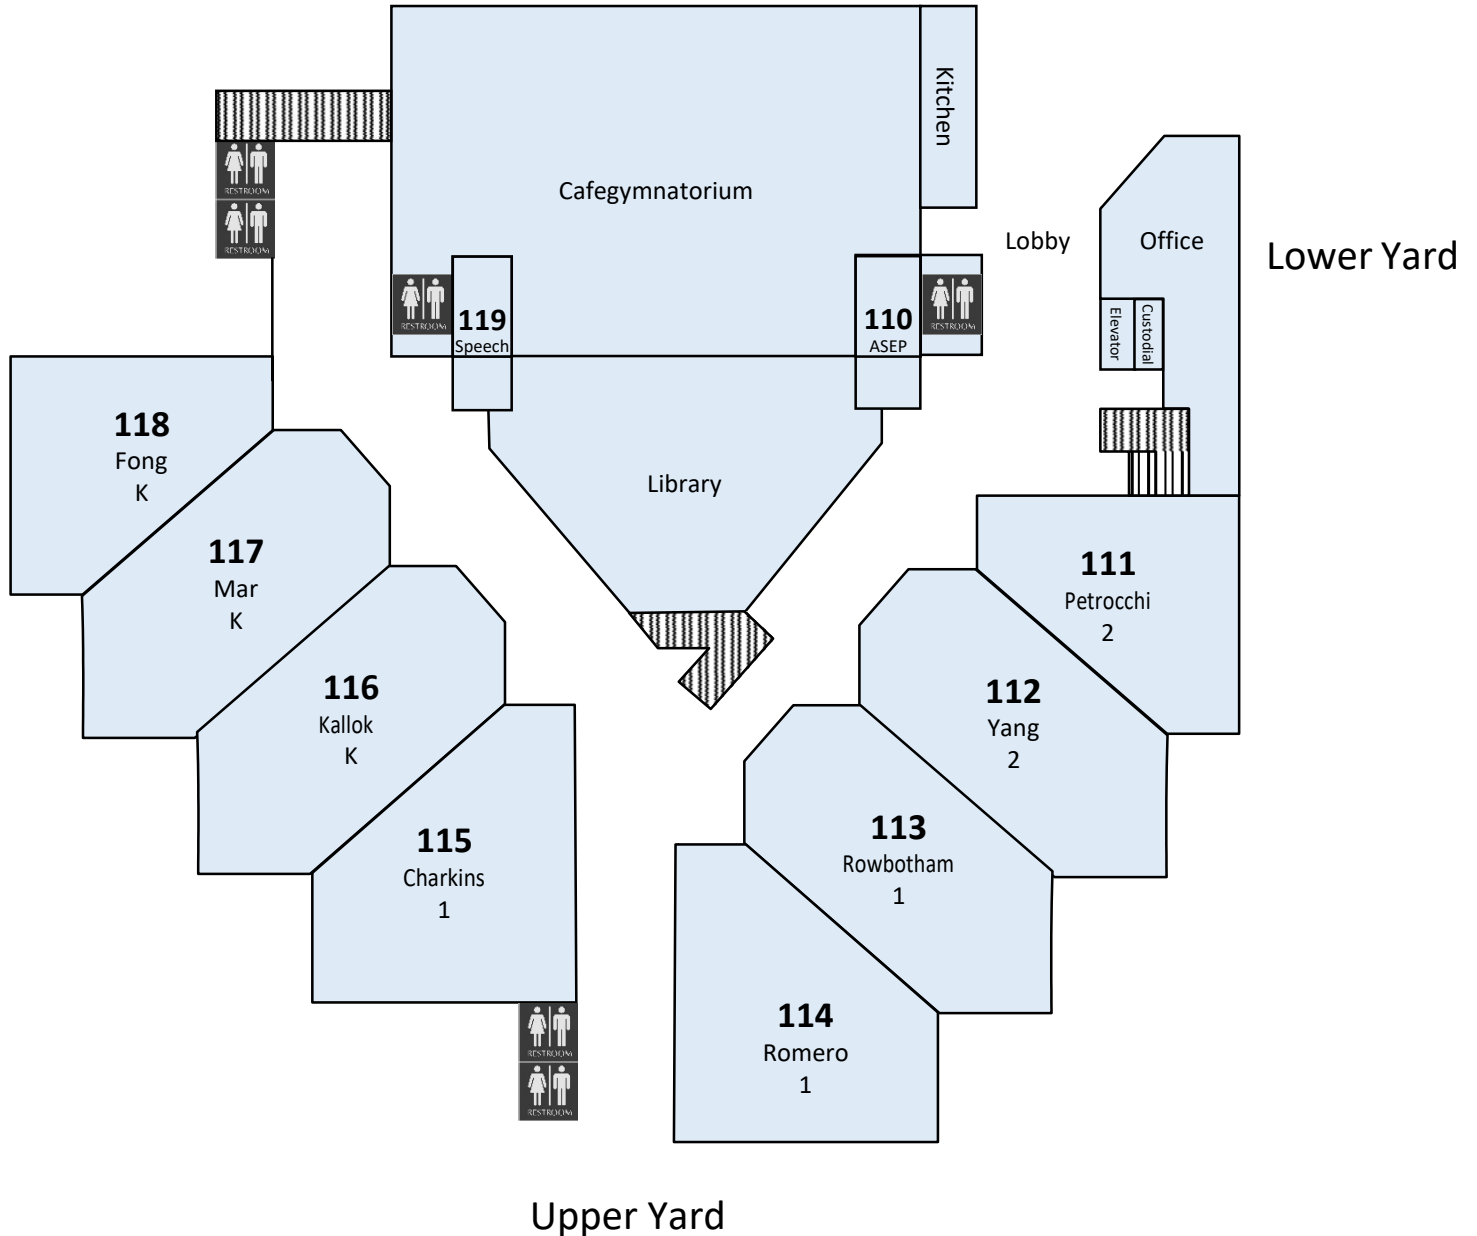 Kitchen
Cafegymnatorium
Lobby
Office
Lower Yard
RESTROOM
RESTROOM
RESTROOM
119
Speech
110
ASEP
RESTROOM
Elevator
Custodial
118
Fong
K
Library
117
Mar
K
111
Petrocchi
2
116
Kallok
K
112
Yang
2
115
Charkins
1
113
Rowbotham
1
114
Romero
1
RESTROOM
RESTROOM
Upper Yard